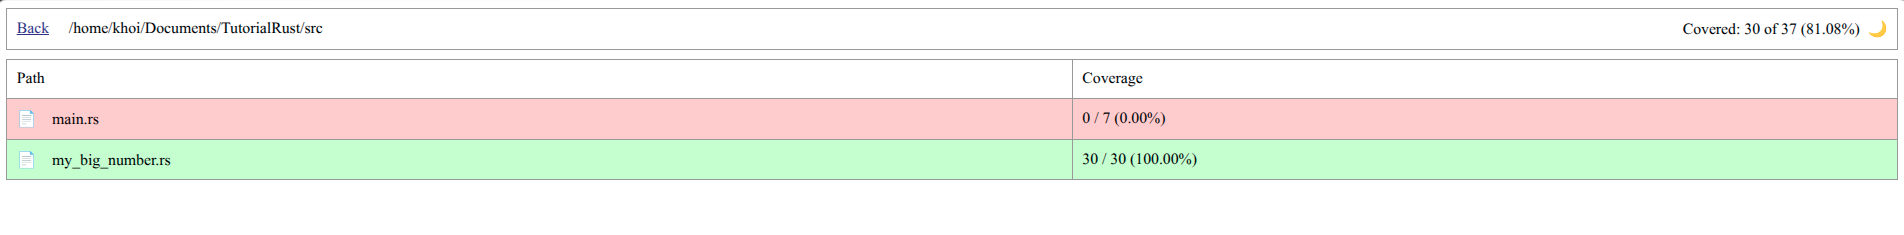 Back /home/khoi/Documents/TutorialRust/src Covered: 30 of 37 (81.08%)
Path Coverage
main.rs 0 / 7 (0.00%)
my_big_number.rs 30 / 30 (100.00%)